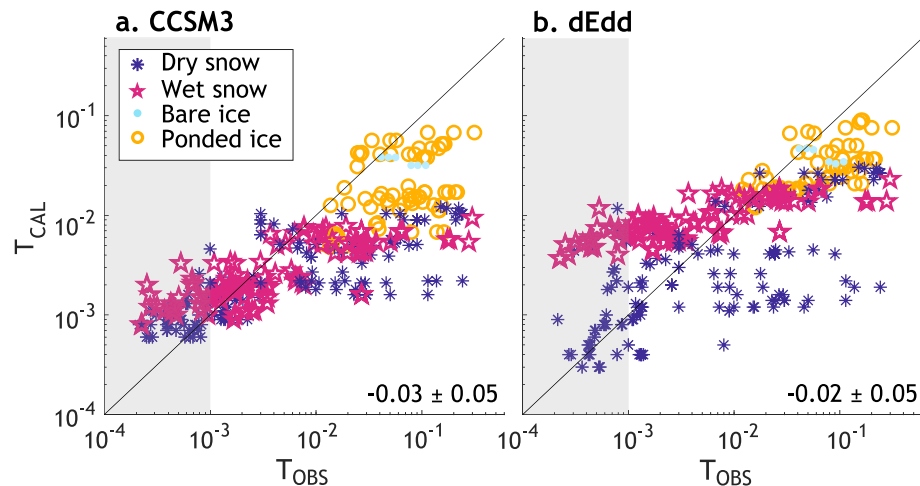 a. CCSM3
b. dEdd
Dry snow
Wet snow
Bare ice
Ponded ice
T_CAL
10^-1
10^-2
10^-3
10^-4
-0.03 ± 0.05
-0.02 ± 0.05
10^-4 10^-3 10^-2 10^-1
10^-4 10^-3 10^-2 10^-1
T_OBS
T_OBS